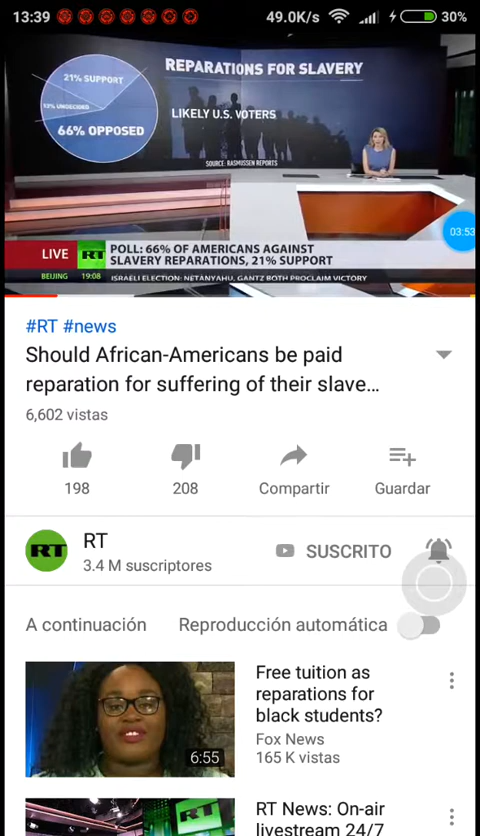 13:39
49.0K/s
30%
REPARATIONS FOR SLAVERY
21% SUPPORT
13% UNDECIDED
66% OPPOSED
LIKELY U.S. VOTERS
SOURCE: RASMUSSEN REPORTS
03:53
LIVE
RT
POLL: 66% OF AMERICANS AGAINST
SLAVERY REPARATIONS, 21% SUPPORT
BEIJING 19:08 ISRAELI ELECTION: NETANYAHU, GANTZ BOTH PROCLAIM VICTORY
#RT #news
Should African-Americans be paid
reparation for suffering of their slave...
6,602 vistas
198
208
Compartir
Guardar
RT
RT
3.4 M suscriptores
SUSCRITO
A continuación
Reproducción automática
Free tuition as
reparations for
black students?
Fox News
165 K vistas
6:55
RT
RT News: On-air
livestream 24/7